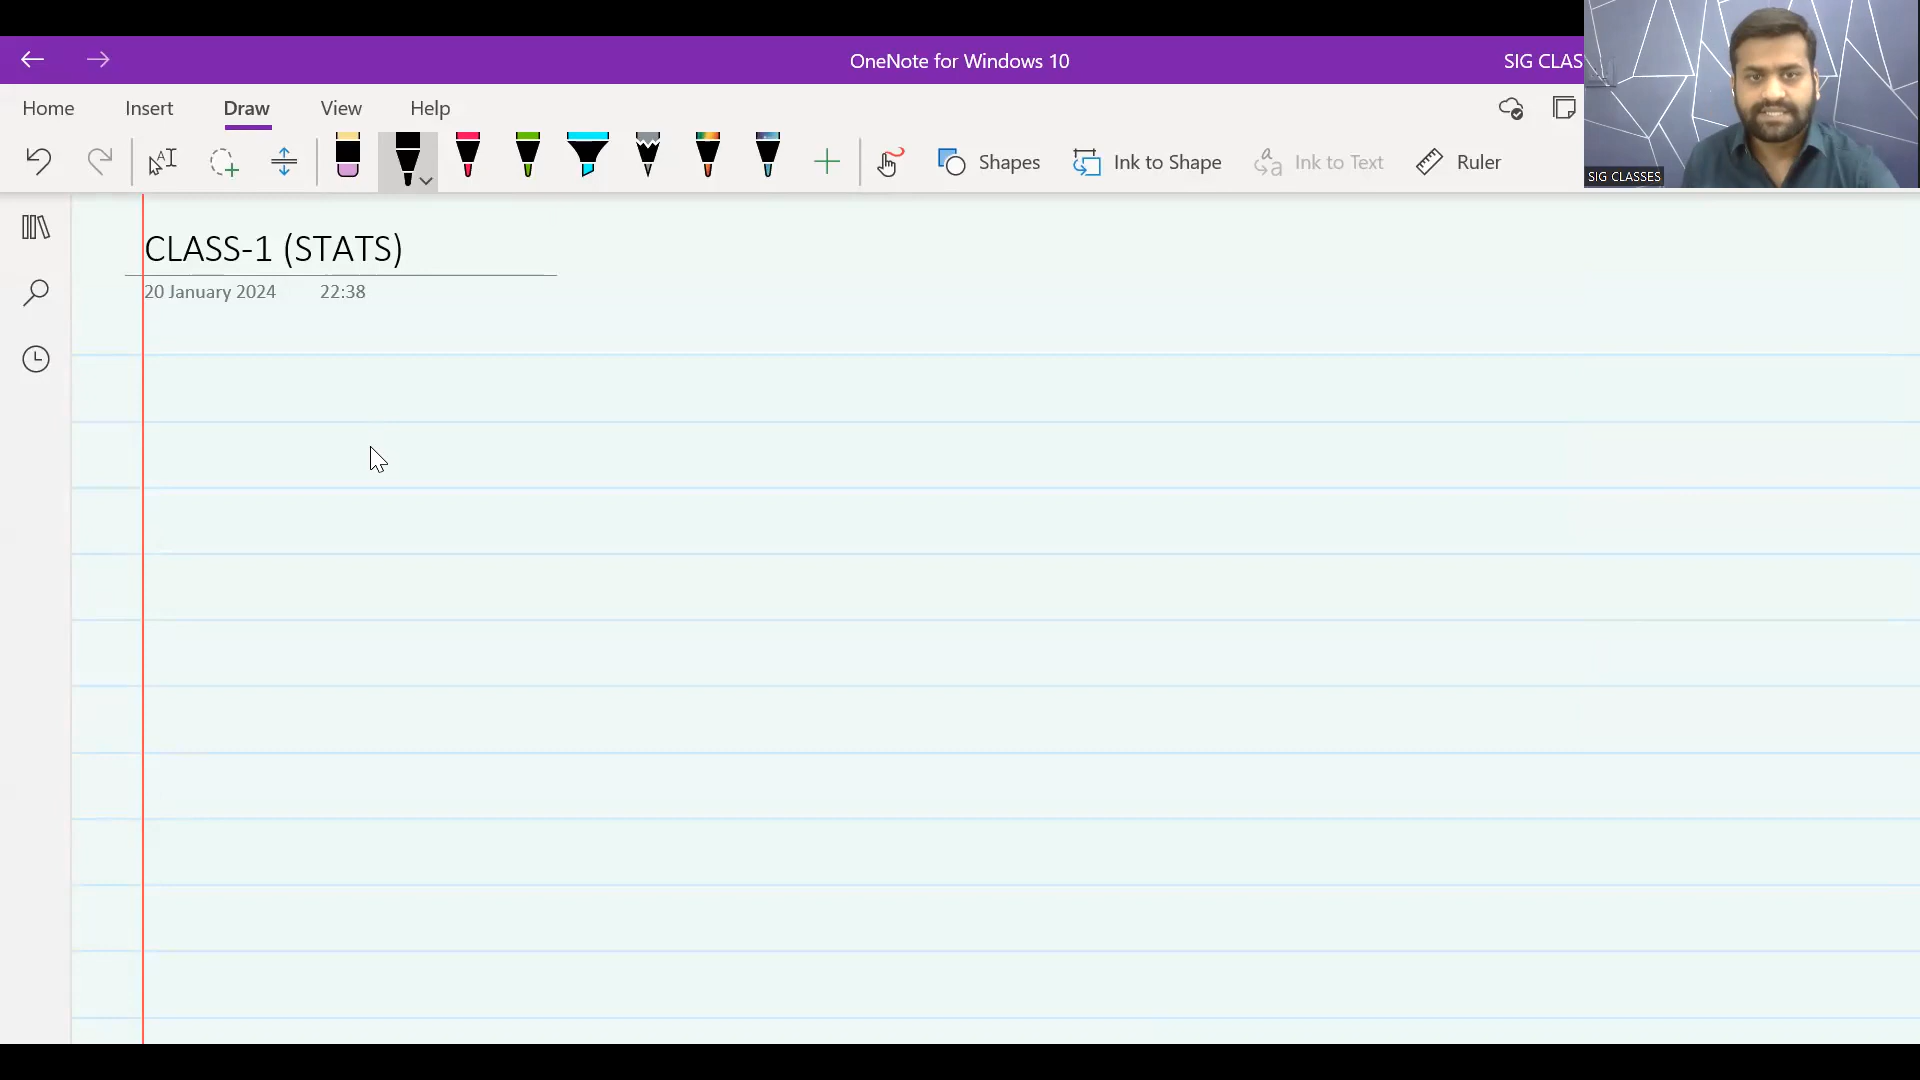 OneNote for Windows 10
SIG CLAS
Home Insert Draw View Help
Shapes Ink to Shape Ink to Text Ruler
SIG CLASSES
CLASS-1 (STATS)
20 January 2024 22:38